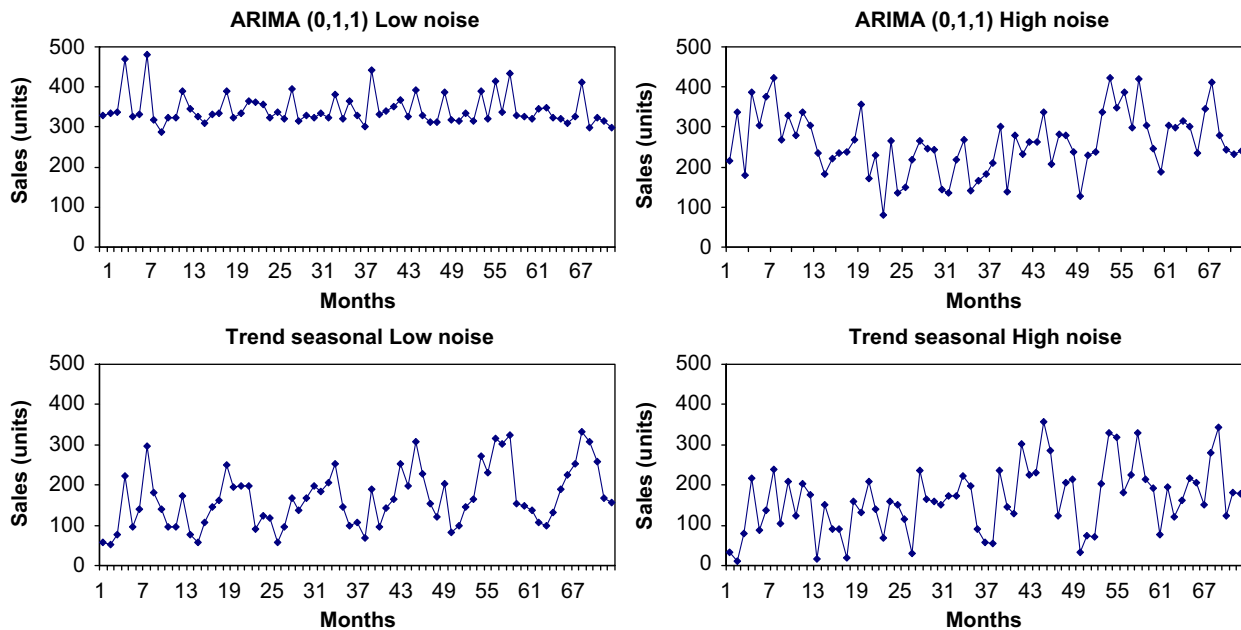 ARIMA (0,1,1) Low noise
Sales (units)
500
400
300
200
100
0
1 7 13 19 25 31 37 43 49 55 61 67
Months
ARIMA (0,1,1) High noise
Sales (units)
500
400
300
200
100
0
1 7 13 19 25 31 37 43 49 55 61 67
Months
Trend seasonal Low noise
Sales (units)
500
400
300
200
100
0
1 7 13 19 25 31 37 43 49 55 61 67
Months
Trend seasonal High noise
Sales (units)
500
400
300
200
100
0
1 7 13 19 25 31 37 43 49 55 61 67
Months